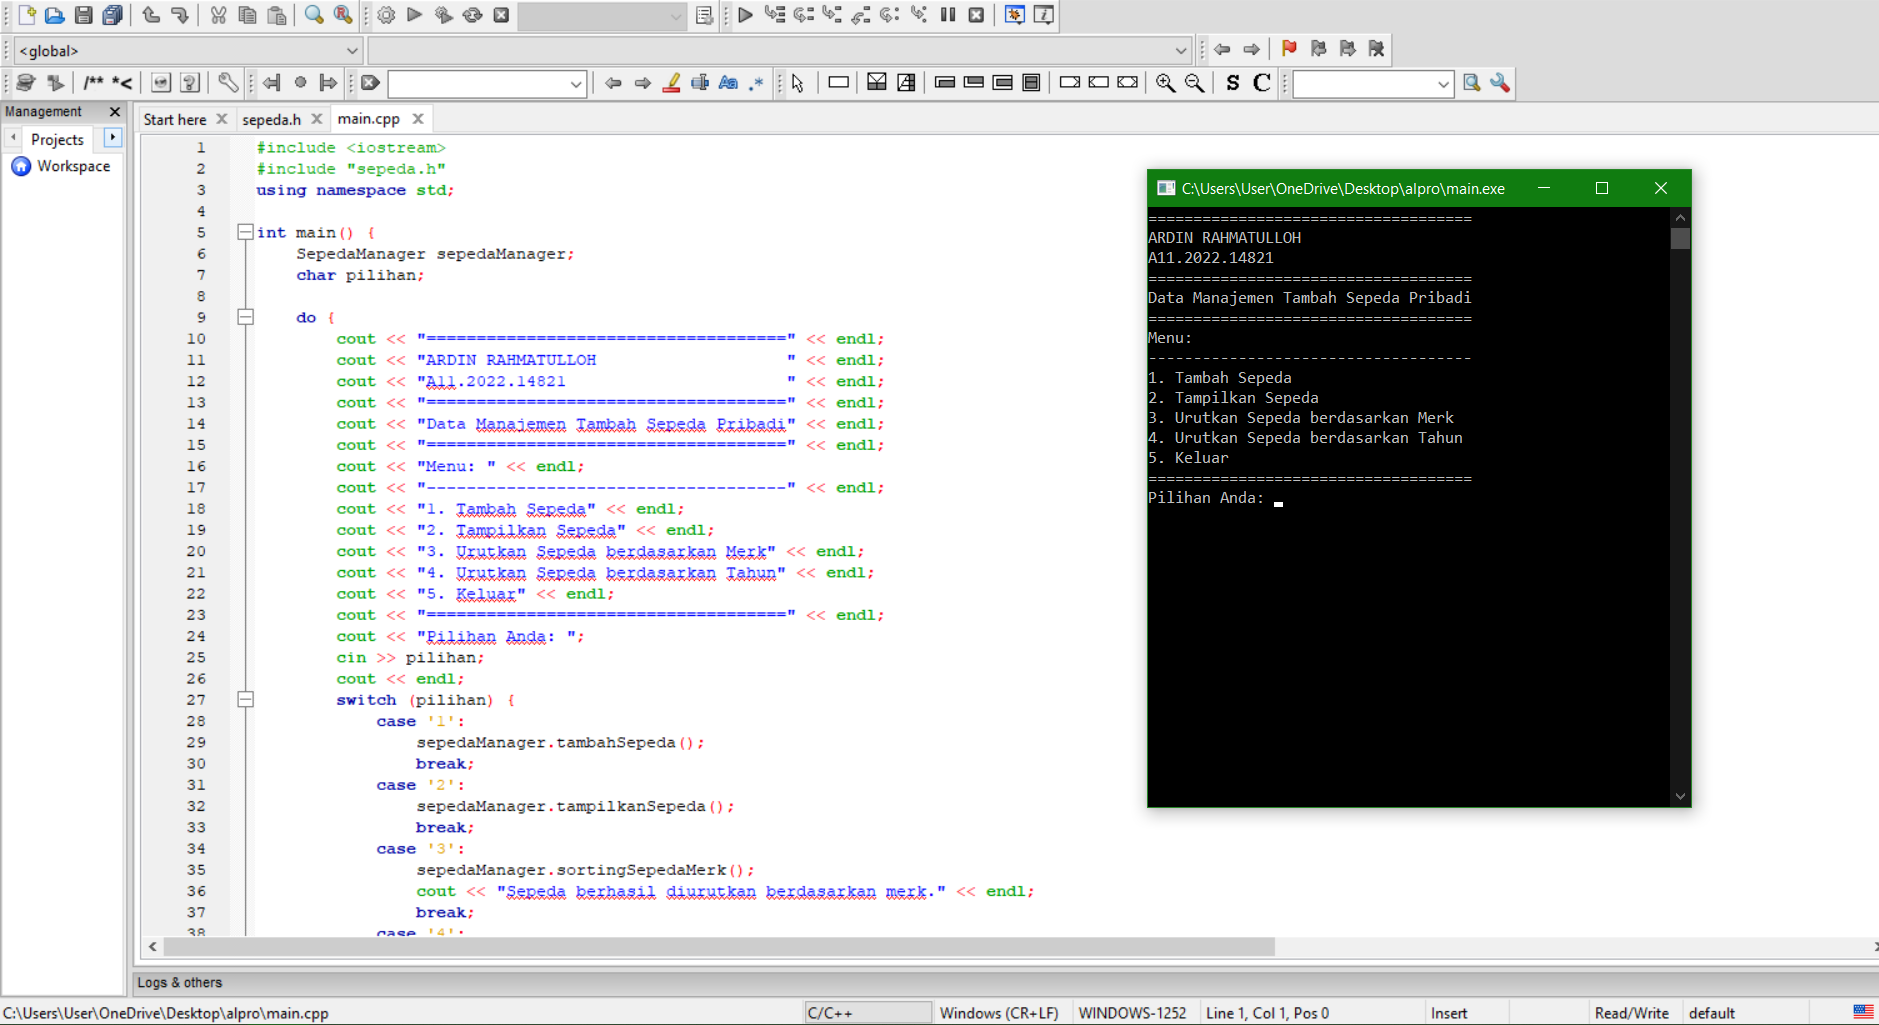 <global>
/** *<
S C
Management
Projects
Workspace
Start here
sepeda.h
main.cpp
1 #include <iostream>
2 #include "sepeda.h"
3 using namespace std;
4
5 int main() {
6     SepedaManager sepedaManager;
7     char pilihan;
8
9     do {
10         cout << "====================================" << endl;
11         cout << "ARDIN RAHMATULLOH                   " << endl;
12         cout << "A11.2022.14821                      " << endl;
13         cout << "====================================" << endl;
14         cout << "Data Manajemen Tambah Sepeda Pribadi" << endl;
15         cout << "====================================" << endl;
16         cout << "Menu: " << endl;
17         cout << "------------------------------------" << endl;
18         cout << "1. Tambah Sepeda" << endl;
19         cout << "2. Tampilkan Sepeda" << endl;
20         cout << "3. Urutkan Sepeda berdasarkan Merk" << endl;
21         cout << "4. Urutkan Sepeda berdasarkan Tahun" << endl;
22         cout << "5. Keluar" << endl;
23         cout << "====================================" << endl;
24         cout << "Pilihan Anda: ";
25         cin >> pilihan;
26         cout << endl;
27         switch (pilihan) {
28             case '1':
29                 sepedaManager.tambahSepeda();
30                 break;
31             case '2':
32                 sepedaManager.tampilkanSepeda();
33                 break;
34             case '3':
35                 sepedaManager.sortingSepedaMerk();
36                 cout << "Sepeda berhasil diurutkan berdasarkan merk." << endl;
37                 break;
38             case '4':
C:\Users\User\OneDrive\Desktop\alpro\main.exe
====================================
ARDIN RAHMATULLOH
A11.2022.14821
====================================
Data Manajemen Tambah Sepeda Pribadi
====================================
Menu:
------------------------------------
1. Tambah Sepeda
2. Tampilkan Sepeda
3. Urutkan Sepeda berdasarkan Merk
4. Urutkan Sepeda berdasarkan Tahun
5. Keluar
====================================
Pilihan Anda:
Logs & others
C:\Users\User\OneDrive\Desktop\alpro\main.cpp C/C++ Windows (CR+LF) WINDOWS-1252 Line 1, Col 1, Pos 0 Insert Read/Write default